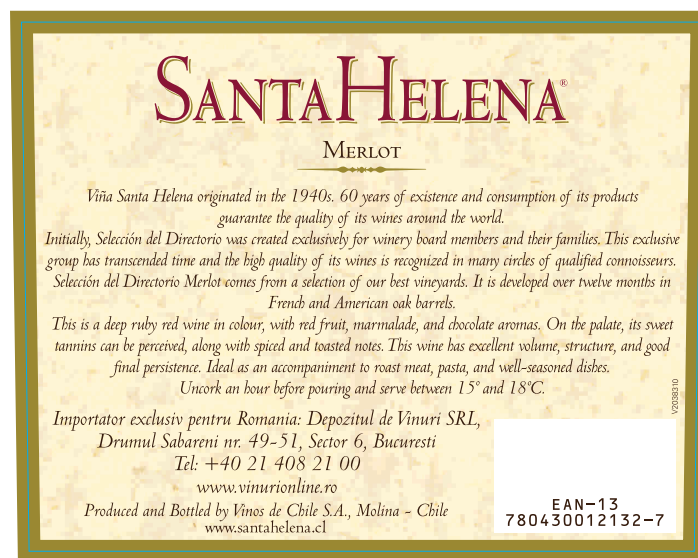 SANTA HELENA®
MERLOT
Viña Santa Helena originated in the 1940s. 60 years of existence and consumption of its products
guarantee the quality of its wines around the world.
Initially, Selección del Directorio was created exclusively for winery board members and their families. This exclusive
group has transcended time and the high quality of its wines is recognized in many circles of qualified connoisseurs.
Selección del Directorio Merlot comes from a selection of our best vineyards. It is developed over twelve months in
French and American oak barrels.
This is a deep ruby red wine in colour, with red fruit, marmalade, and chocolate aromas. On the palate, its sweet
tannins can be perceived, along with spiced and toasted notes. This wine has excellent volume, structure, and good
final persistence. Ideal as an accompaniment to roast meat, pasta, and well-seasoned dishes.
Uncork an hour before pouring and serve between 15° and 18°C.
V2038310
Importator exclusiv pentru Romania: Depozitul de Vinuri SRL,
Drumul Sabareni nr. 49-51, Sector 6, Bucuresti
Tel: +40 21 408 21 00
www.vinurionline.ro
Produced and Bottled by Vinos de Chile S.A., Molina - Chile
www.santahelena.cl
EAN-13
780430012132-7